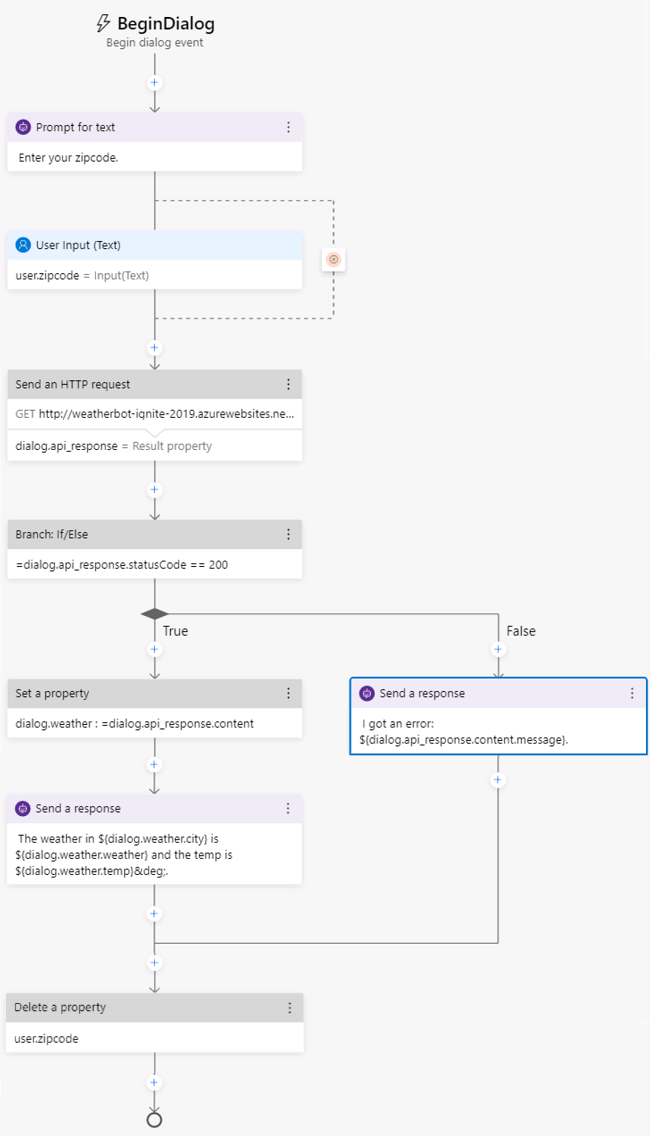 BeginDialog
Begin dialog event
Prompt for text
Enter your zipcode.
User Input (Text)
user.zipcode = Input(Text)
Send an HTTP request
GET http://weatherbot-ignite-2019.azurewebsites.ne...
dialog.api_response = Result property
Branch: If/Else
=dialog.api_response.statusCode == 200
True
False
Set a property
dialog.weather : =dialog.api_response.content
Send a response
I got an error:
${dialog.api_response.content.message}.
Send a response
The weather in ${dialog.weather.city} is
${dialog.weather.weather} and the temp is
${dialog.weather.temp}&deg;.
Delete a property
user.zipcode